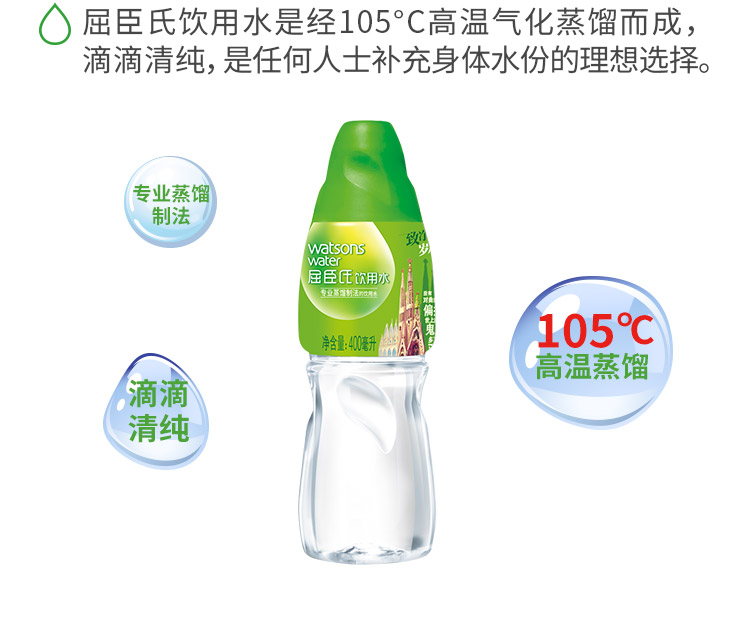 屈臣氏饮用水是经105°C高温气化蒸馏而成，
滴滴清纯，是任何人士补充身体水份的理想选择。
专业蒸馏
制法
watsons
water
屈臣氏饮用水
专业蒸馏制法的饮用水
净含量:400毫升
105℃
高温蒸馏
滴滴
清纯